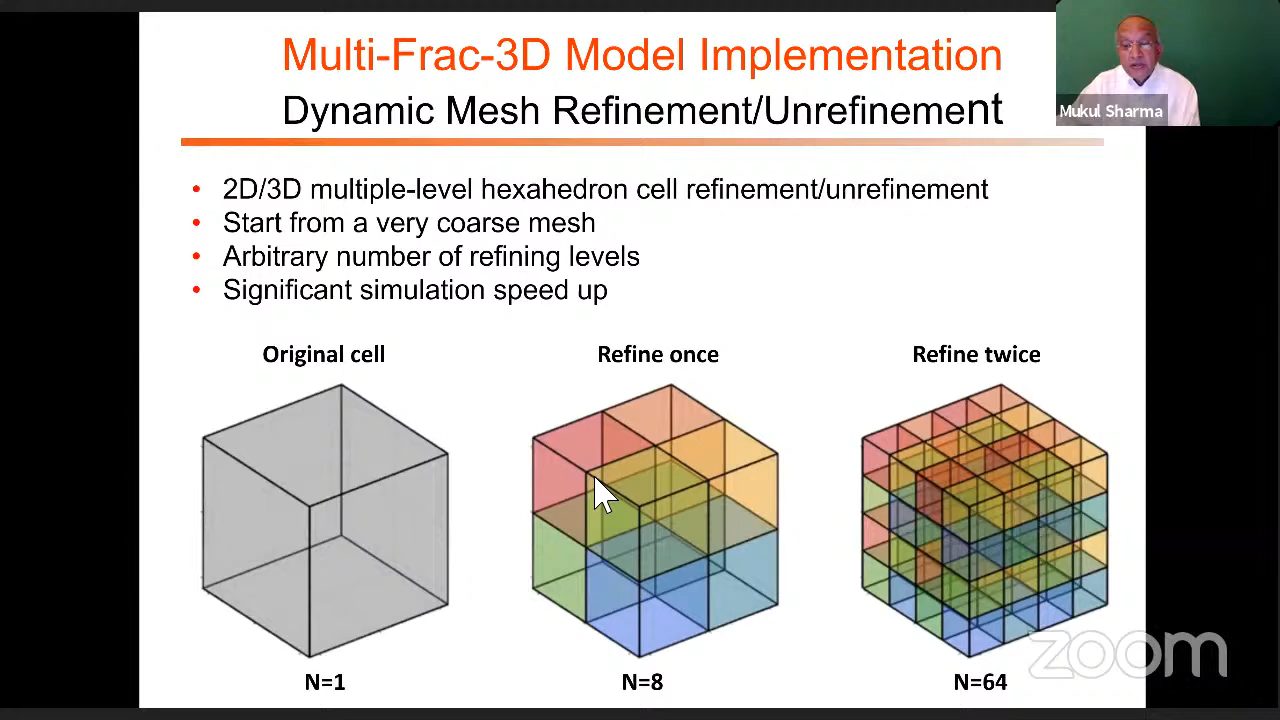 Multi-Frac-3D Model Implementation
Dynamic Mesh Refinement/Unrefinement
Mukul Sharma
• 2D/3D multiple-level hexahedron cell refinement/unrefinement
• Start from a very coarse mesh
• Arbitrary number of refining levels
• Significant simulation speed up
Original cell
Refine once
Refine twice
N=1
N=8
N=64
zoom